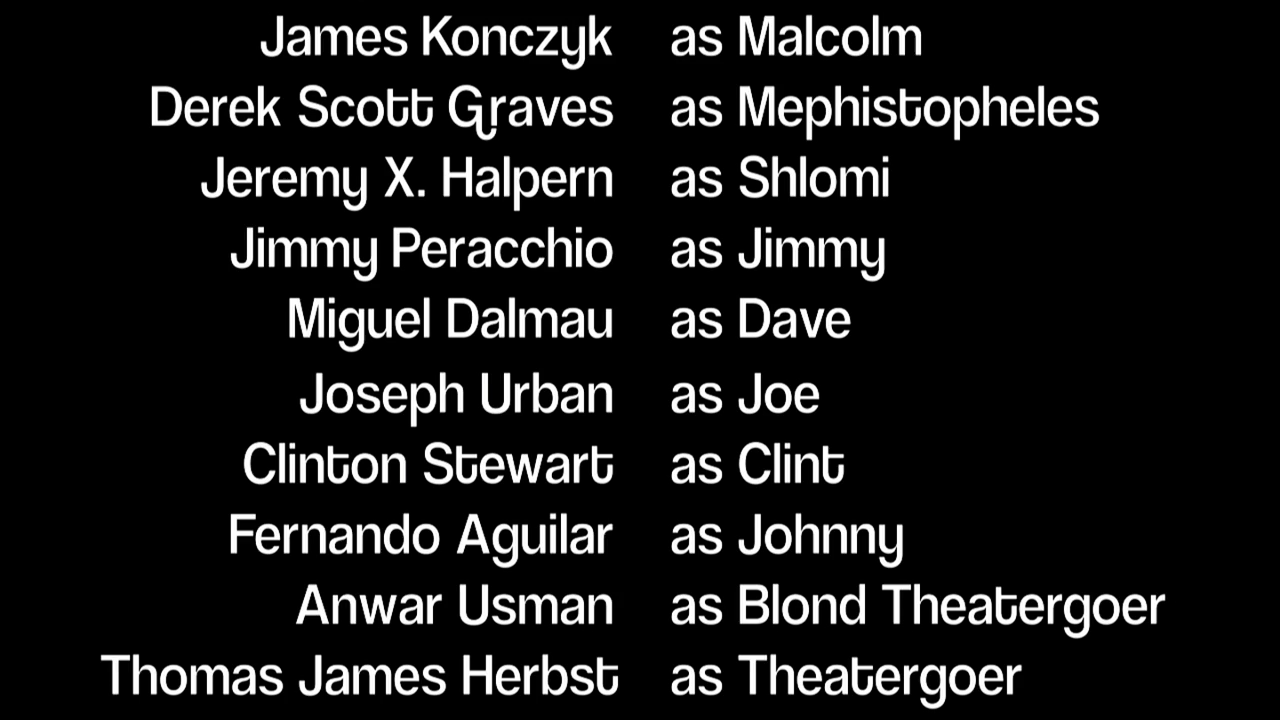 James Konczyk as Malcolm
Derek Scott Graves as Mephistopheles
Jeremy X. Halpern as Shlomi
Jimmy Peracchio as Jimmy
Miguel Dalmau as Dave
Joseph Urban as Joe
Clinton Stewart as Clint
Fernando Aguilar as Johnny
Anwar Usman as Blond Theatergoer
Thomas James Herbst as Theatergoer